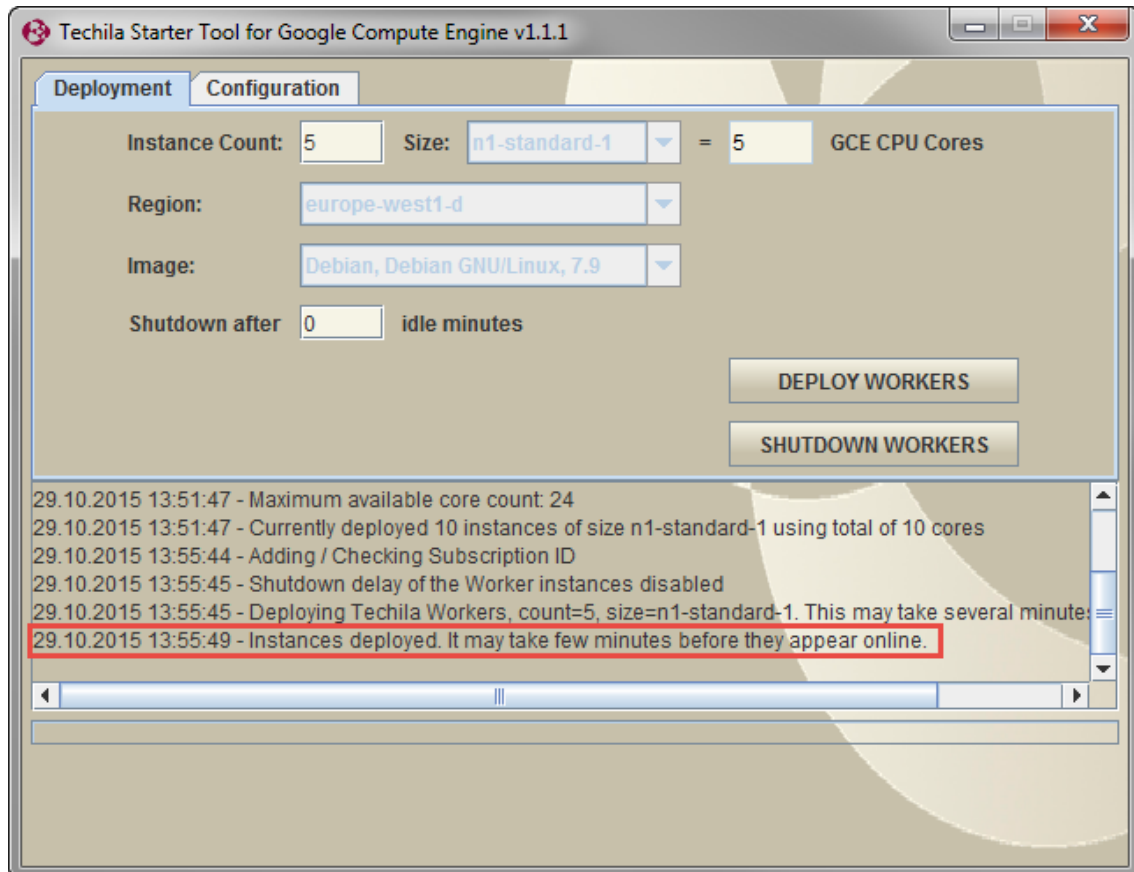 Techila Starter Tool for Google Compute Engine v1.1.1
Deployment Configuration
Instance Count: 5 Size: n1-standard-1 = 5 GCE CPU Cores
Region: europe-west1-d
Image: Debian, Debian GNU/Linux, 7.9
Shutdown after 0 idle minutes
DEPLOY WORKERS
SHUTDOWN WORKERS
29.10.2015 13:51:47 - Maximum available core count: 24
29.10.2015 13:51:47 - Currently deployed 10 instances of size n1-standard-1 using total of 10 cores
29.10.2015 13:55:44 - Adding / Checking Subscription ID
29.10.2015 13:55:45 - Shutdown delay of the Worker instances disabled
29.10.2015 13:55:45 - Deploying Techila Workers, count=5, size=n1-standard-1. This may take several minutes
29.10.2015 13:55:49 - Instances deployed. It may take few minutes before they appear online.